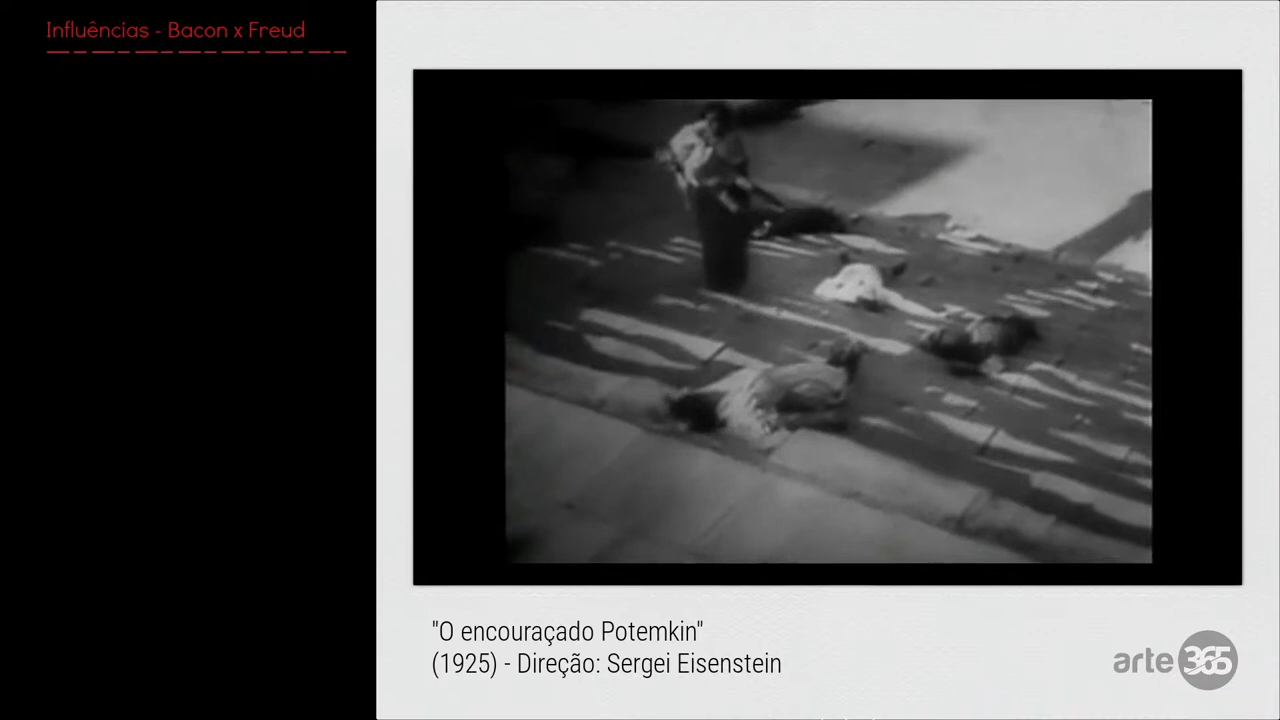 Influências - Bacon x Freud
"O encouraçado Potemkin"
(1925) - Direção: Sergei Eisenstein
arte 365